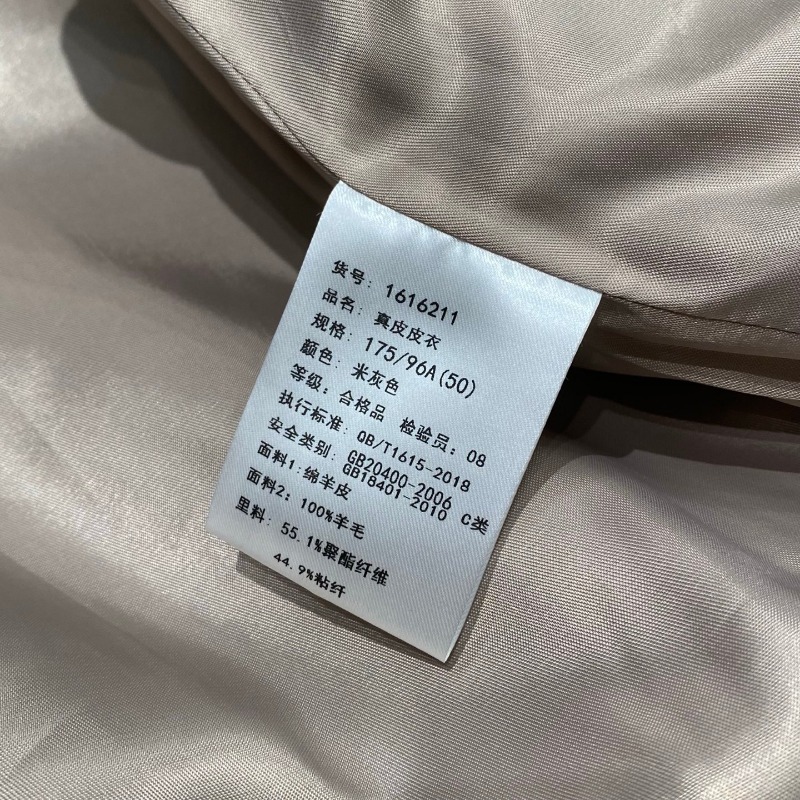 货号: 1616211
品名: 真皮皮衣
规格: 175/96A(50)
颜色: 米灰色
等级: 合格品 检验员: 08
执行标准: QB/T1615-2018
安全类别: GB20400-2006
GB18401-2010 C类
面料1: 绵羊皮
面料2: 100%羊毛
里料: 55.1%聚酯纤维
44.9%粘纤